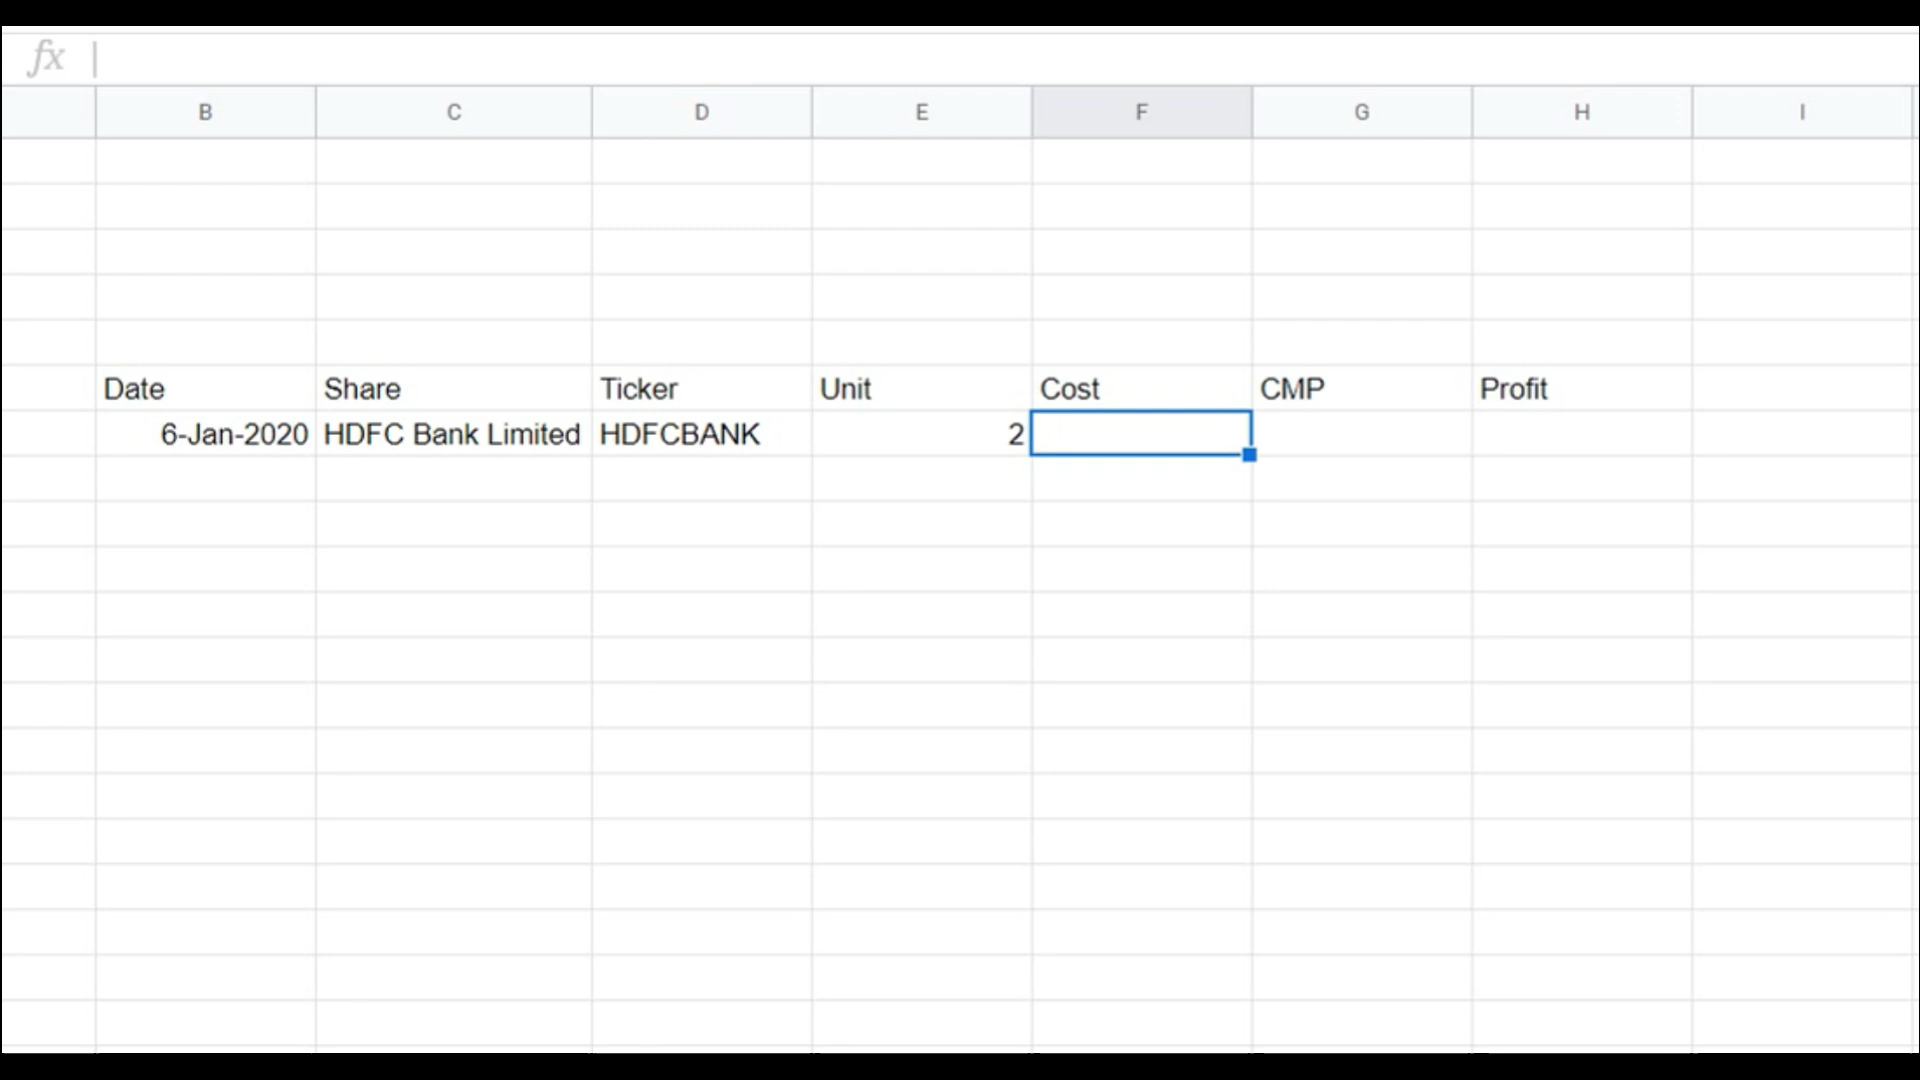 fx
B C D E F G H I
Date Share Ticker Unit Cost CMP Profit
6-Jan-2020 HDFC Bank Limited HDFCBANK 2